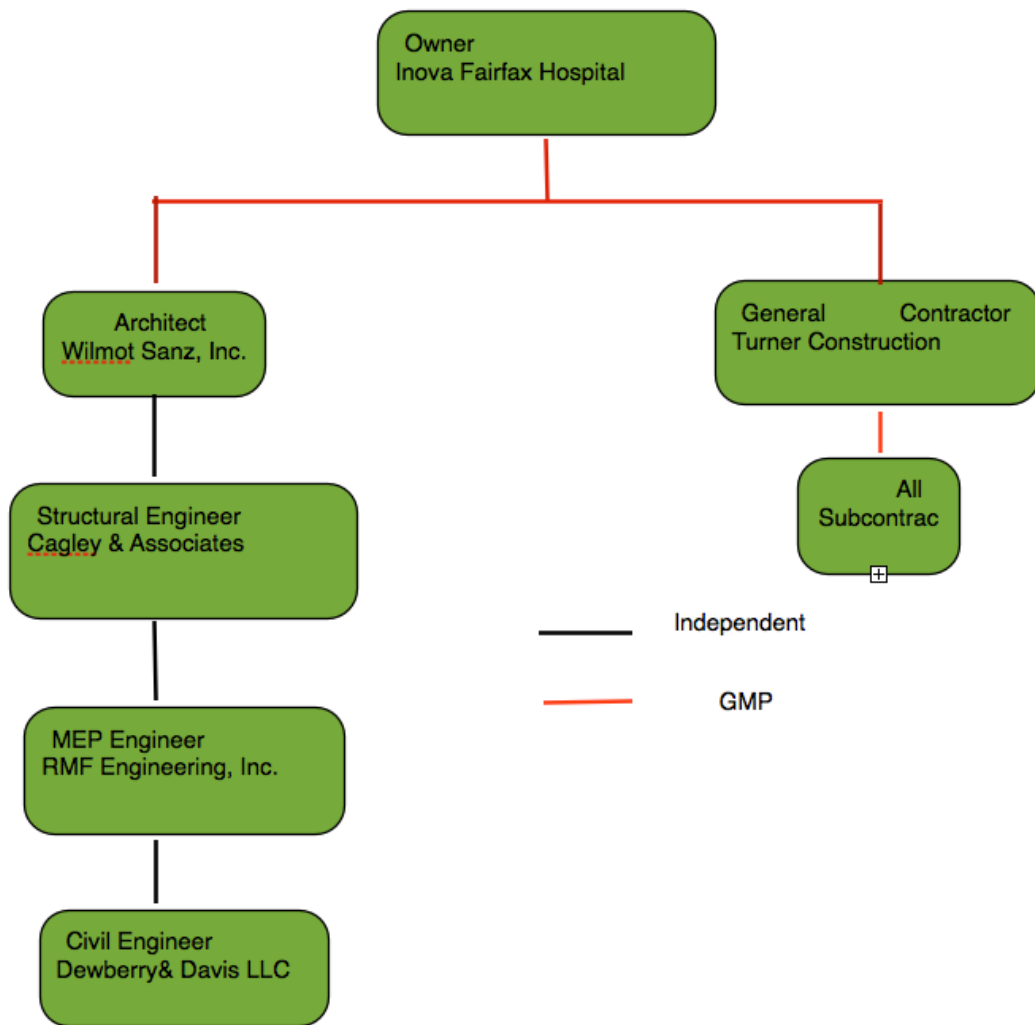 Owner
Inova Fairfax Hospital
Architect
Wilmot Sanz, Inc.
General Contractor
Turner Construction
All
Subcontrac
Structural Engineer
Cagley & Associates
Independent
GMP
MEP Engineer
RMF Engineering, Inc.
Civil Engineer
Dewberry& Davis LLC